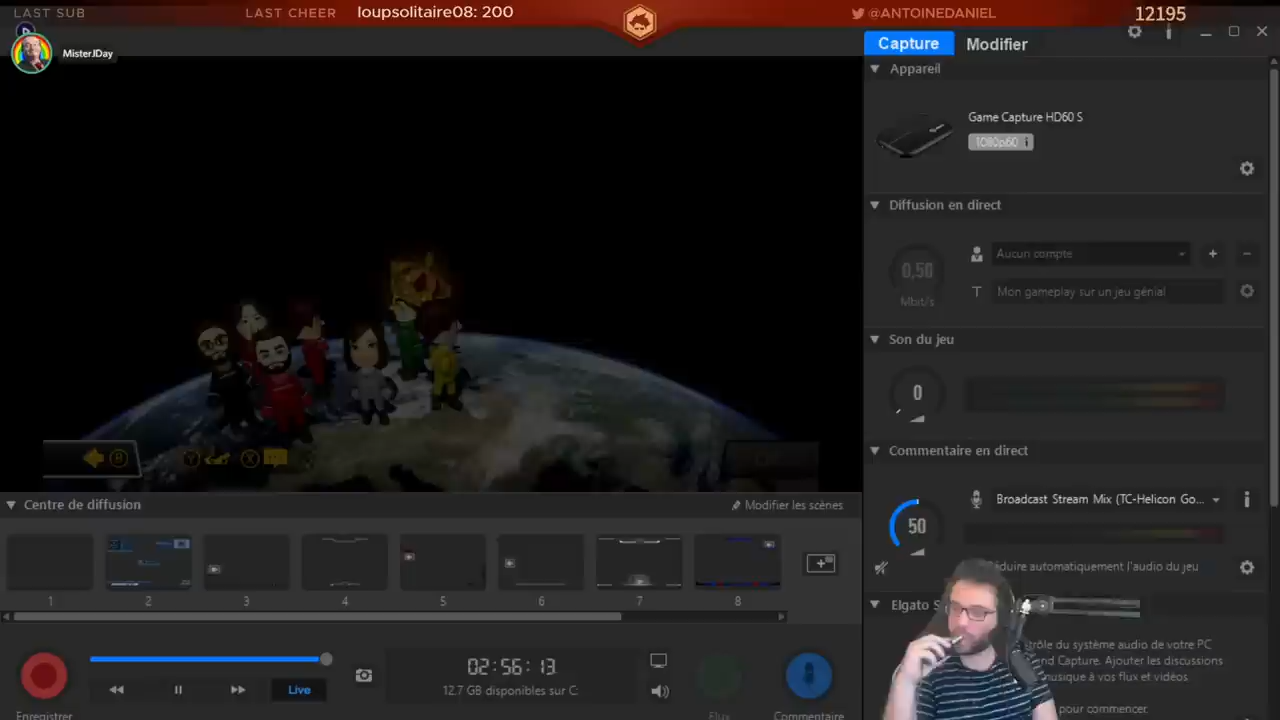 LAST SUB
LAST CHEER
loupsolitaire08: 200
@ANTOINEDANIEL
12195
MisterJDay
Capture
Modifier
Appareil
Game Capture HD60 S
1080p60
Diffusion en direct
0,50
Mbit/s
Aucun compte
Mon gameplay sur un jeu génial
Son du jeu
0
Commentaire en direct
50
Broadcast Stream Mix (TC-Helicon Go...
duire automatiquement l'audio du jeu
B
Y
X
Centre de diffusion
Modifier les scènes
1
2
3
4
5
6
7
8
Elgato S
trôle du système audio de votre PC
nd Capture. Ajouter les discussions
musique à vos flux et vidéos.
pour commencer.
02:56:13
12.7 GB disponibles sur C:
Live
Enregistrer
Flux
Commentaire